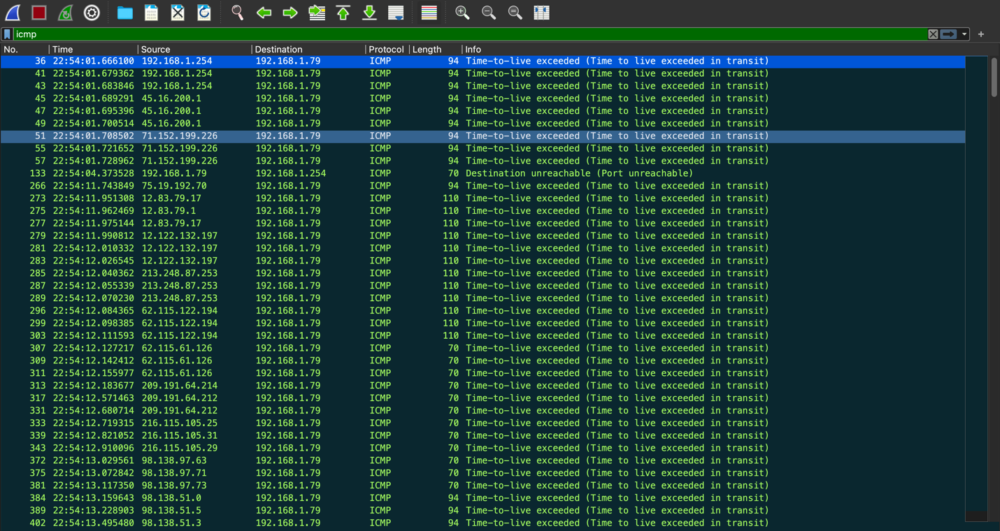 icmp
No. Time Source Destination Protocol Length Info
36 22:54:01.666100 192.168.1.254 192.168.1.79 ICMP 94 Time-to-live exceeded (Time to live exceeded in transit)
41 22:54:01.679362 192.168.1.254 192.168.1.79 ICMP 94 Time-to-live exceeded (Time to live exceeded in transit)
43 22:54:01.683846 192.168.1.254 192.168.1.79 ICMP 94 Time-to-live exceeded (Time to live exceeded in transit)
45 22:54:01.689291 45.16.200.1 192.168.1.79 ICMP 94 Time-to-live exceeded (Time to live exceeded in transit)
47 22:54:01.695396 45.16.200.1 192.168.1.79 ICMP 94 Time-to-live exceeded (Time to live exceeded in transit)
49 22:54:01.700514 45.16.200.1 192.168.1.79 ICMP 94 Time-to-live exceeded (Time to live exceeded in transit)
51 22:54:01.708502 71.152.199.226 192.168.1.79 ICMP 94 Time-to-live exceeded (Time to live exceeded in transit)
55 22:54:01.721652 71.152.199.226 192.168.1.79 ICMP 94 Time-to-live exceeded (Time to live exceeded in transit)
57 22:54:01.728962 71.152.199.226 192.168.1.79 ICMP 94 Time-to-live exceeded (Time to live exceeded in transit)
133 22:54:04.373528 192.168.1.79 192.168.1.254 ICMP 70 Destination unreachable (Port unreachable)
266 22:54:11.743849 75.19.192.70 192.168.1.79 ICMP 94 Time-to-live exceeded (Time to live exceeded in transit)
273 22:54:11.951308 12.83.79.17 192.168.1.79 ICMP 110 Time-to-live exceeded (Time to live exceeded in transit)
275 22:54:11.962469 12.83.79.1 192.168.1.79 ICMP 110 Time-to-live exceeded (Time to live exceeded in transit)
277 22:54:11.975144 12.83.79.17 192.168.1.79 ICMP 110 Time-to-live exceeded (Time to live exceeded in transit)
279 22:54:11.990812 12.122.132.197 192.168.1.79 ICMP 110 Time-to-live exceeded (Time to live exceeded in transit)
281 22:54:12.010332 12.122.132.197 192.168.1.79 ICMP 110 Time-to-live exceeded (Time to live exceeded in transit)
283 22:54:12.026545 12.122.132.197 192.168.1.79 ICMP 110 Time-to-live exceeded (Time to live exceeded in transit)
285 22:54:12.040362 213.248.87.253 192.168.1.79 ICMP 110 Time-to-live exceeded (Time to live exceeded in transit)
287 22:54:12.055339 213.248.87.253 192.168.1.79 ICMP 110 Time-to-live exceeded (Time to live exceeded in transit)
289 22:54:12.070230 213.248.87.253 192.168.1.79 ICMP 110 Time-to-live exceeded (Time to live exceeded in transit)
296 22:54:12.084365 62.115.122.194 192.168.1.79 ICMP 110 Time-to-live exceeded (Time to live exceeded in transit)
299 22:54:12.098385 62.115.122.194 192.168.1.79 ICMP 110 Time-to-live exceeded (Time to live exceeded in transit)
303 22:54:12.111593 62.115.122.194 192.168.1.79 ICMP 110 Time-to-live exceeded (Time to live exceeded in transit)
307 22:54:12.127217 62.115.61.126 192.168.1.79 ICMP 70 Time-to-live exceeded (Time to live exceeded in transit)
309 22:54:12.142412 62.115.61.126 192.168.1.79 ICMP 70 Time-to-live exceeded (Time to live exceeded in transit)
311 22:54:12.155977 62.115.61.126 192.168.1.79 ICMP 70 Time-to-live exceeded (Time to live exceeded in transit)
313 22:54:12.183677 209.191.64.214 192.168.1.79 ICMP 70 Time-to-live exceeded (Time to live exceeded in transit)
317 22:54:12.571463 209.191.64.212 192.168.1.79 ICMP 70 Time-to-live exceeded (Time to live exceeded in transit)
331 22:54:12.680714 209.191.64.212 192.168.1.79 ICMP 70 Time-to-live exceeded (Time to live exceeded in transit)
333 22:54:12.719315 216.115.105.25 192.168.1.79 ICMP 70 Time-to-live exceeded (Time to live exceeded in transit)
339 22:54:12.821052 216.115.105.31 192.168.1.79 ICMP 70 Time-to-live exceeded (Time to live exceeded in transit)
343 22:54:12.910096 216.115.105.29 192.168.1.79 ICMP 70 Time-to-live exceeded (Time to live exceeded in transit)
372 22:54:13.029561 98.138.97.63 192.168.1.79 ICMP 70 Time-to-live exceeded (Time to live exceeded in transit)
375 22:54:13.072842 98.138.97.71 192.168.1.79 ICMP 70 Time-to-live exceeded (Time to live exceeded in transit)
381 22:54:13.117350 98.138.97.73 192.168.1.79 ICMP 70 Time-to-live exceeded (Time to live exceeded in transit)
384 22:54:13.159643 98.138.51.0 192.168.1.79 ICMP 94 Time-to-live exceeded (Time to live exceeded in transit)
389 22:54:13.228903 98.138.51.5 192.168.1.79 ICMP 94 Time-to-live exceeded (Time to live exceeded in transit)
402 22:54:13.495480 98.138.51.3 192.168.1.79 ICMP 94 Time-to-live exceeded (Time to live exceeded in transit)